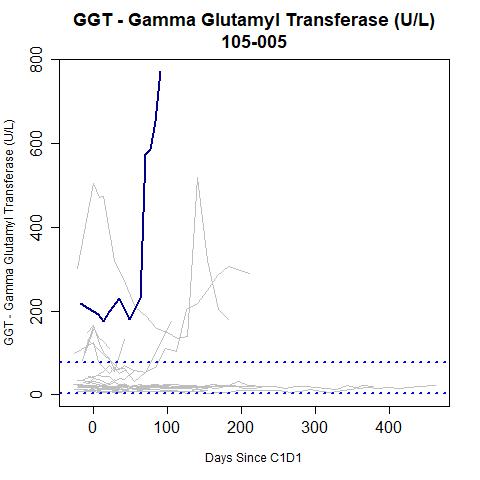 GGT - Gamma Glutamyl Transferase (U/L)
105-005
GGT - Gamma Glutamyl Transferase (U/L)
800
600
400
200
0
0 100 200 300 400
Days Since C1D1